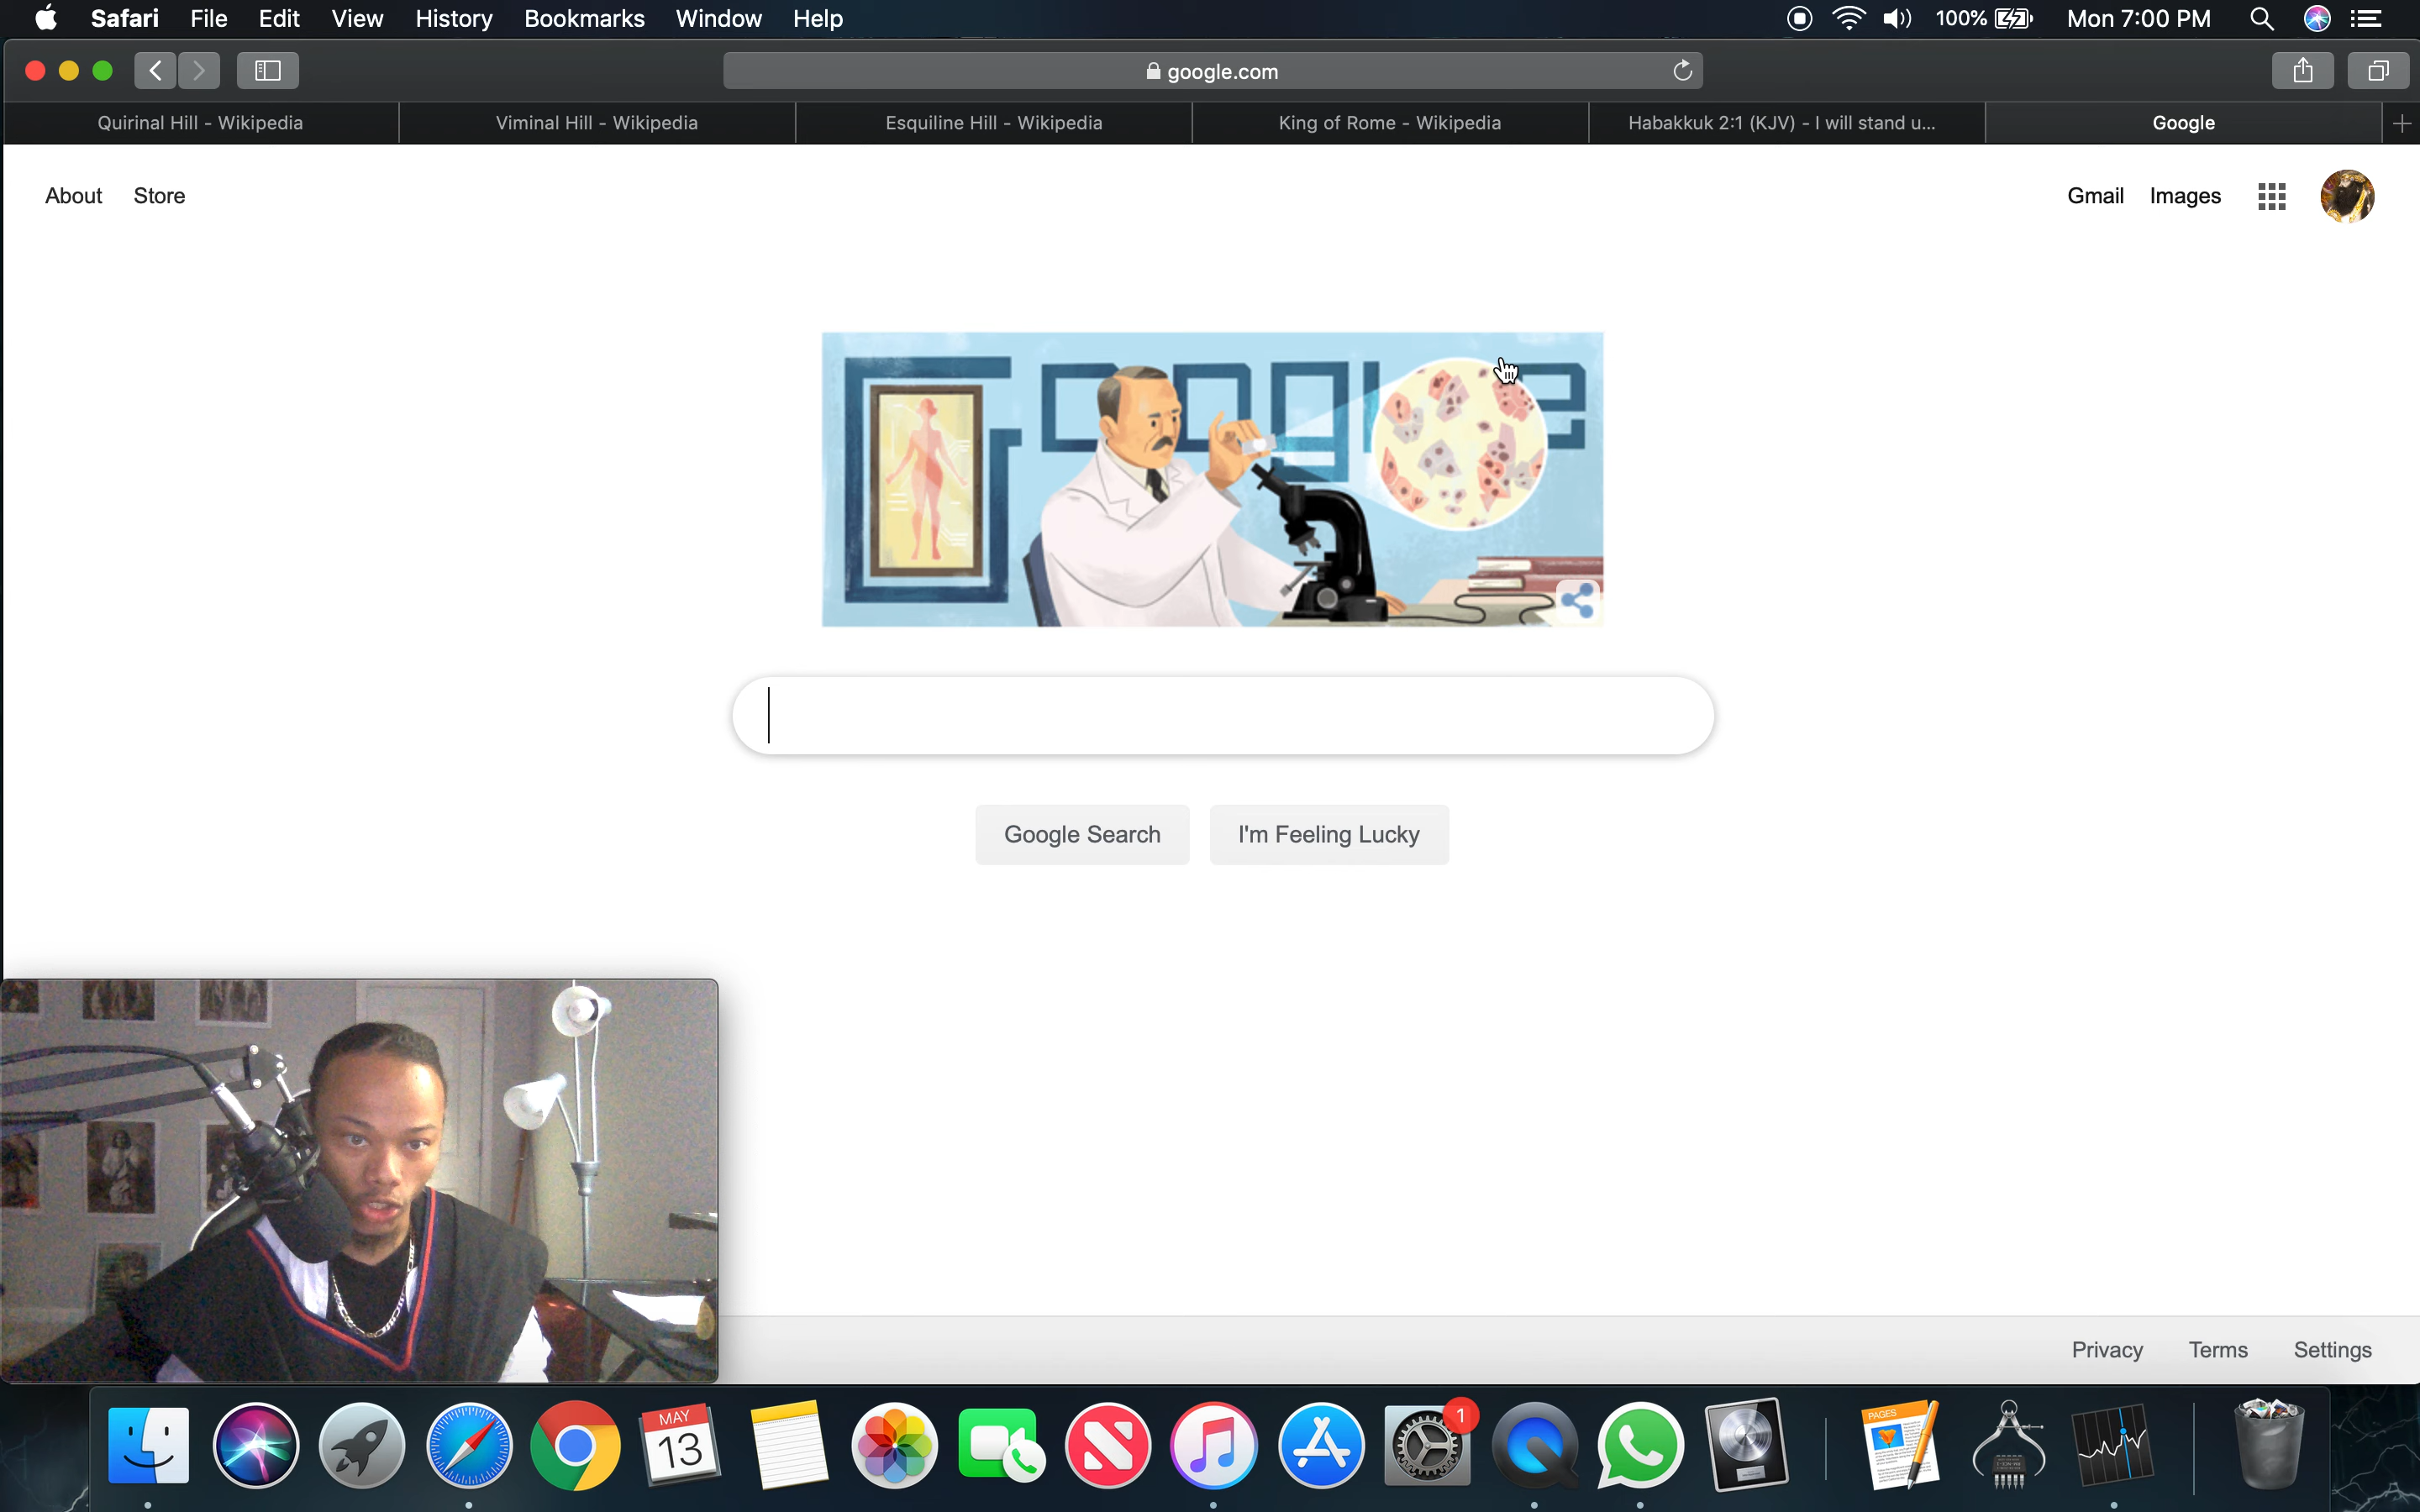 Safari File Edit View History Bookmarks Window Help 100% Mon 7:00 PM
google.com
Quirinal Hill - Wikipedia Viminal Hill - Wikipedia Esquiline Hill - Wikipedia King of Rome - Wikipedia Habakkuk 2:1 (KJV) - I will stand u... Google
About Store Gmail Images
Google
Google Search I'm Feeling Lucky
Privacy Terms Settings
MAY 1 PAGES
13